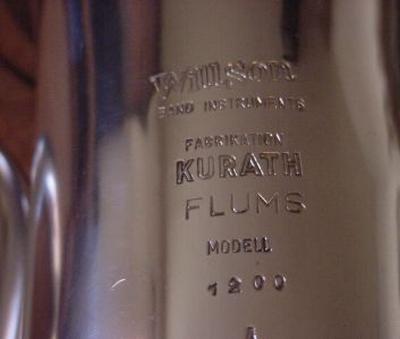 Willson
BAND INSTRUMENTS
FABRIKATION
KURATH
FLUMS
MODELL
1200